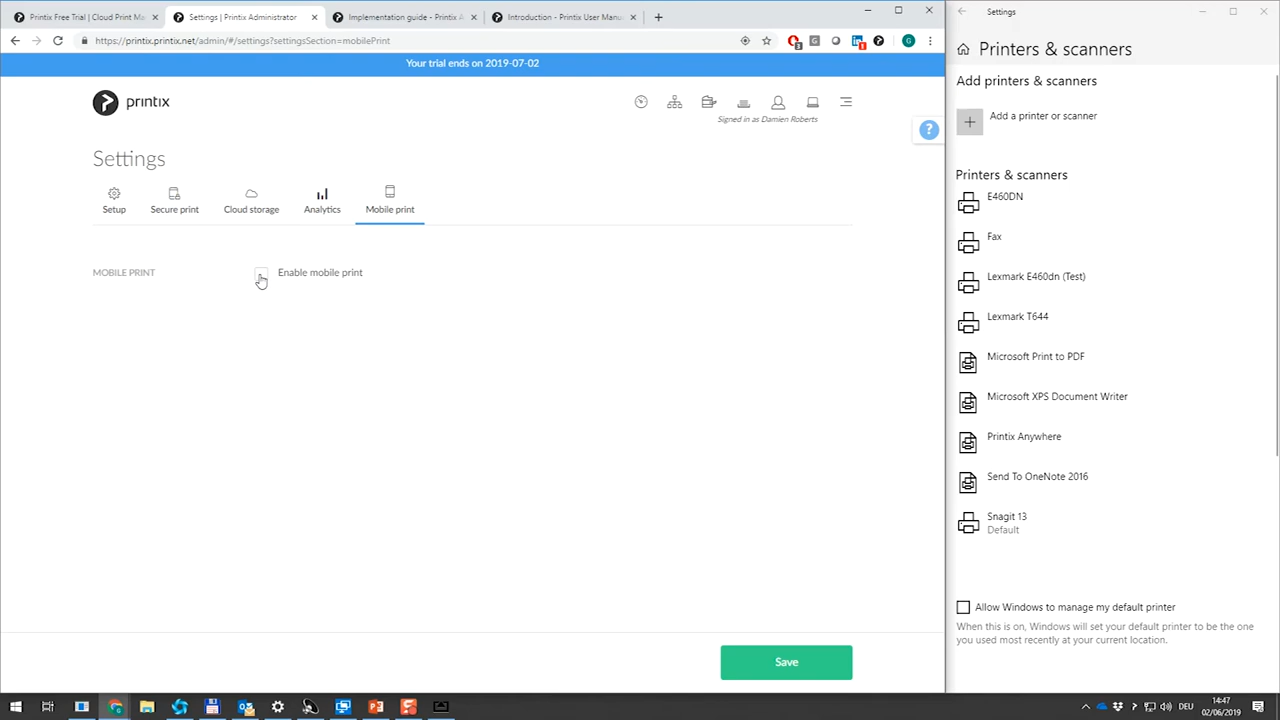 Printix Free Trial | Cloud Print Ma
Settings | Printix Administrator
Implementation guide - Printix A
Introduction - Printix User Manu
https://printix.printix.net/admin/#/settings?settingsSection=mobilePrint
G
Your trial ends on 2019-07-02
printix
Signed in as Damien Roberts
?
Settings
Setup
Secure print
Cloud storage
Analytics
Mobile print
MOBILE PRINT
Enable mobile print
Save
Settings
Printers & scanners
Add printers & scanners
Add a printer or scanner
Printers & scanners
E460DN
Fax
Lexmark E460dn (Test)
Lexmark T644
Microsoft Print to PDF
Microsoft XPS Document Writer
Printix Anywhere
Send To OneNote 2016
Snagit 13
Default
Allow Windows to manage my default printer
When this is on, Windows will set your default printer to be the one
you used most recently at your current location.
DEU
14:47
02/06/2019